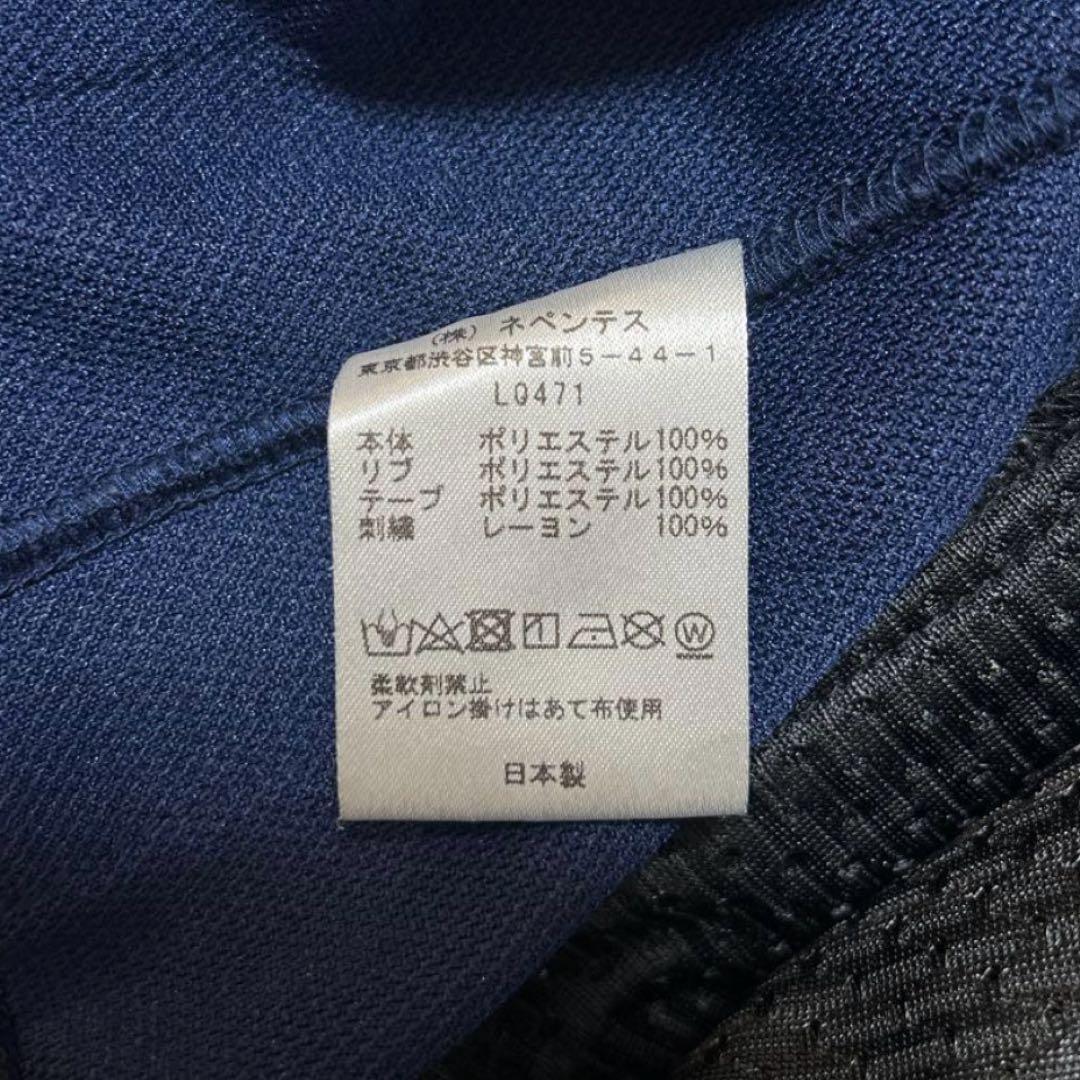 (株) ネペンテス
東京都渋谷区神宮前5-44-1
LQ471
本体 ポリエステル100%
リブ ポリエステル100%
テープ ポリエステル100%
刺繍 レーヨン 100%
W
柔軟剤禁止
アイロン掛けはあて布使用
日本製